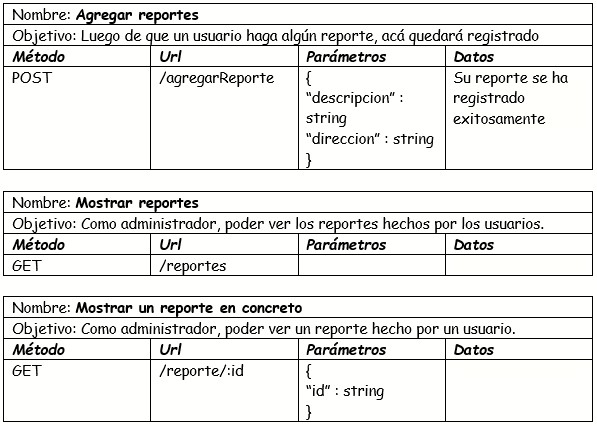 Nombre: Agregar reportes
Objetivo: Luego de que un usuario haga algún reporte, acá quedará registrado
Método Url Parámetros Datos
POST /agregarReporte { Su reporte se ha
“descripcion” : registrado
string exitosamente
“direccion” : string
}
Nombre: Mostrar reportes
Objetivo: Como administrador, poder ver los reportes hechos por los usuarios.
Método Url Parámetros Datos
GET /reportes
Nombre: Mostrar un reporte en concreto
Objetivo: Como administrador, poder ver un reporte hecho por un usuario.
Método Url Parámetros Datos
GET /reporte/:id {
“id” : string
}